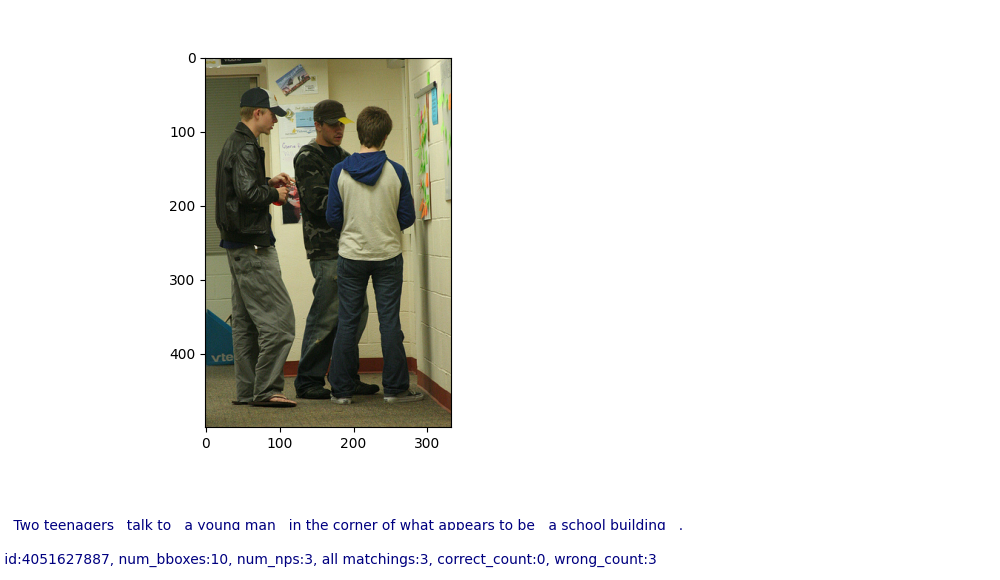 0
100
200
300
400
0 100 200 300
vte
Two teenagers talk to a young man in the corner of what appears to be a school building .
id:4051627887, num_bboxes:10, num_nps:3, all matchings:3, correct_count:0, wrong_count:3